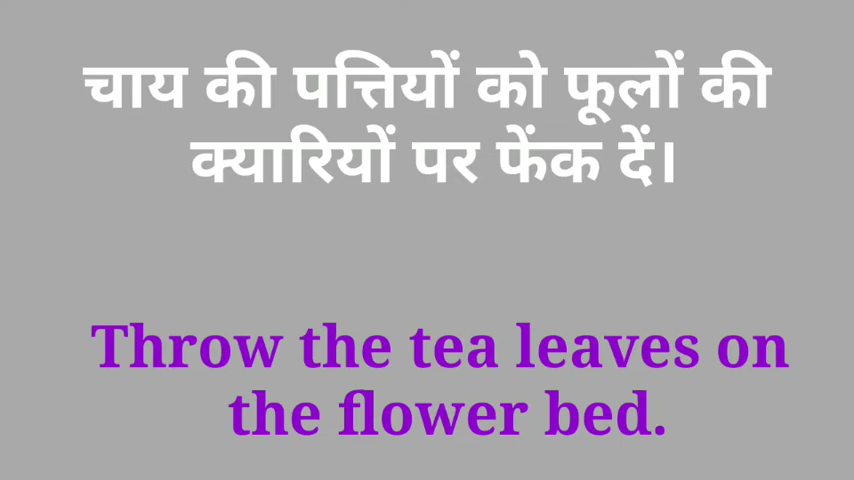 चाय की पत्तियों को फूलों की
क्यारियों पर फेंक दें।
Throw the tea leaves on
the flower bed.